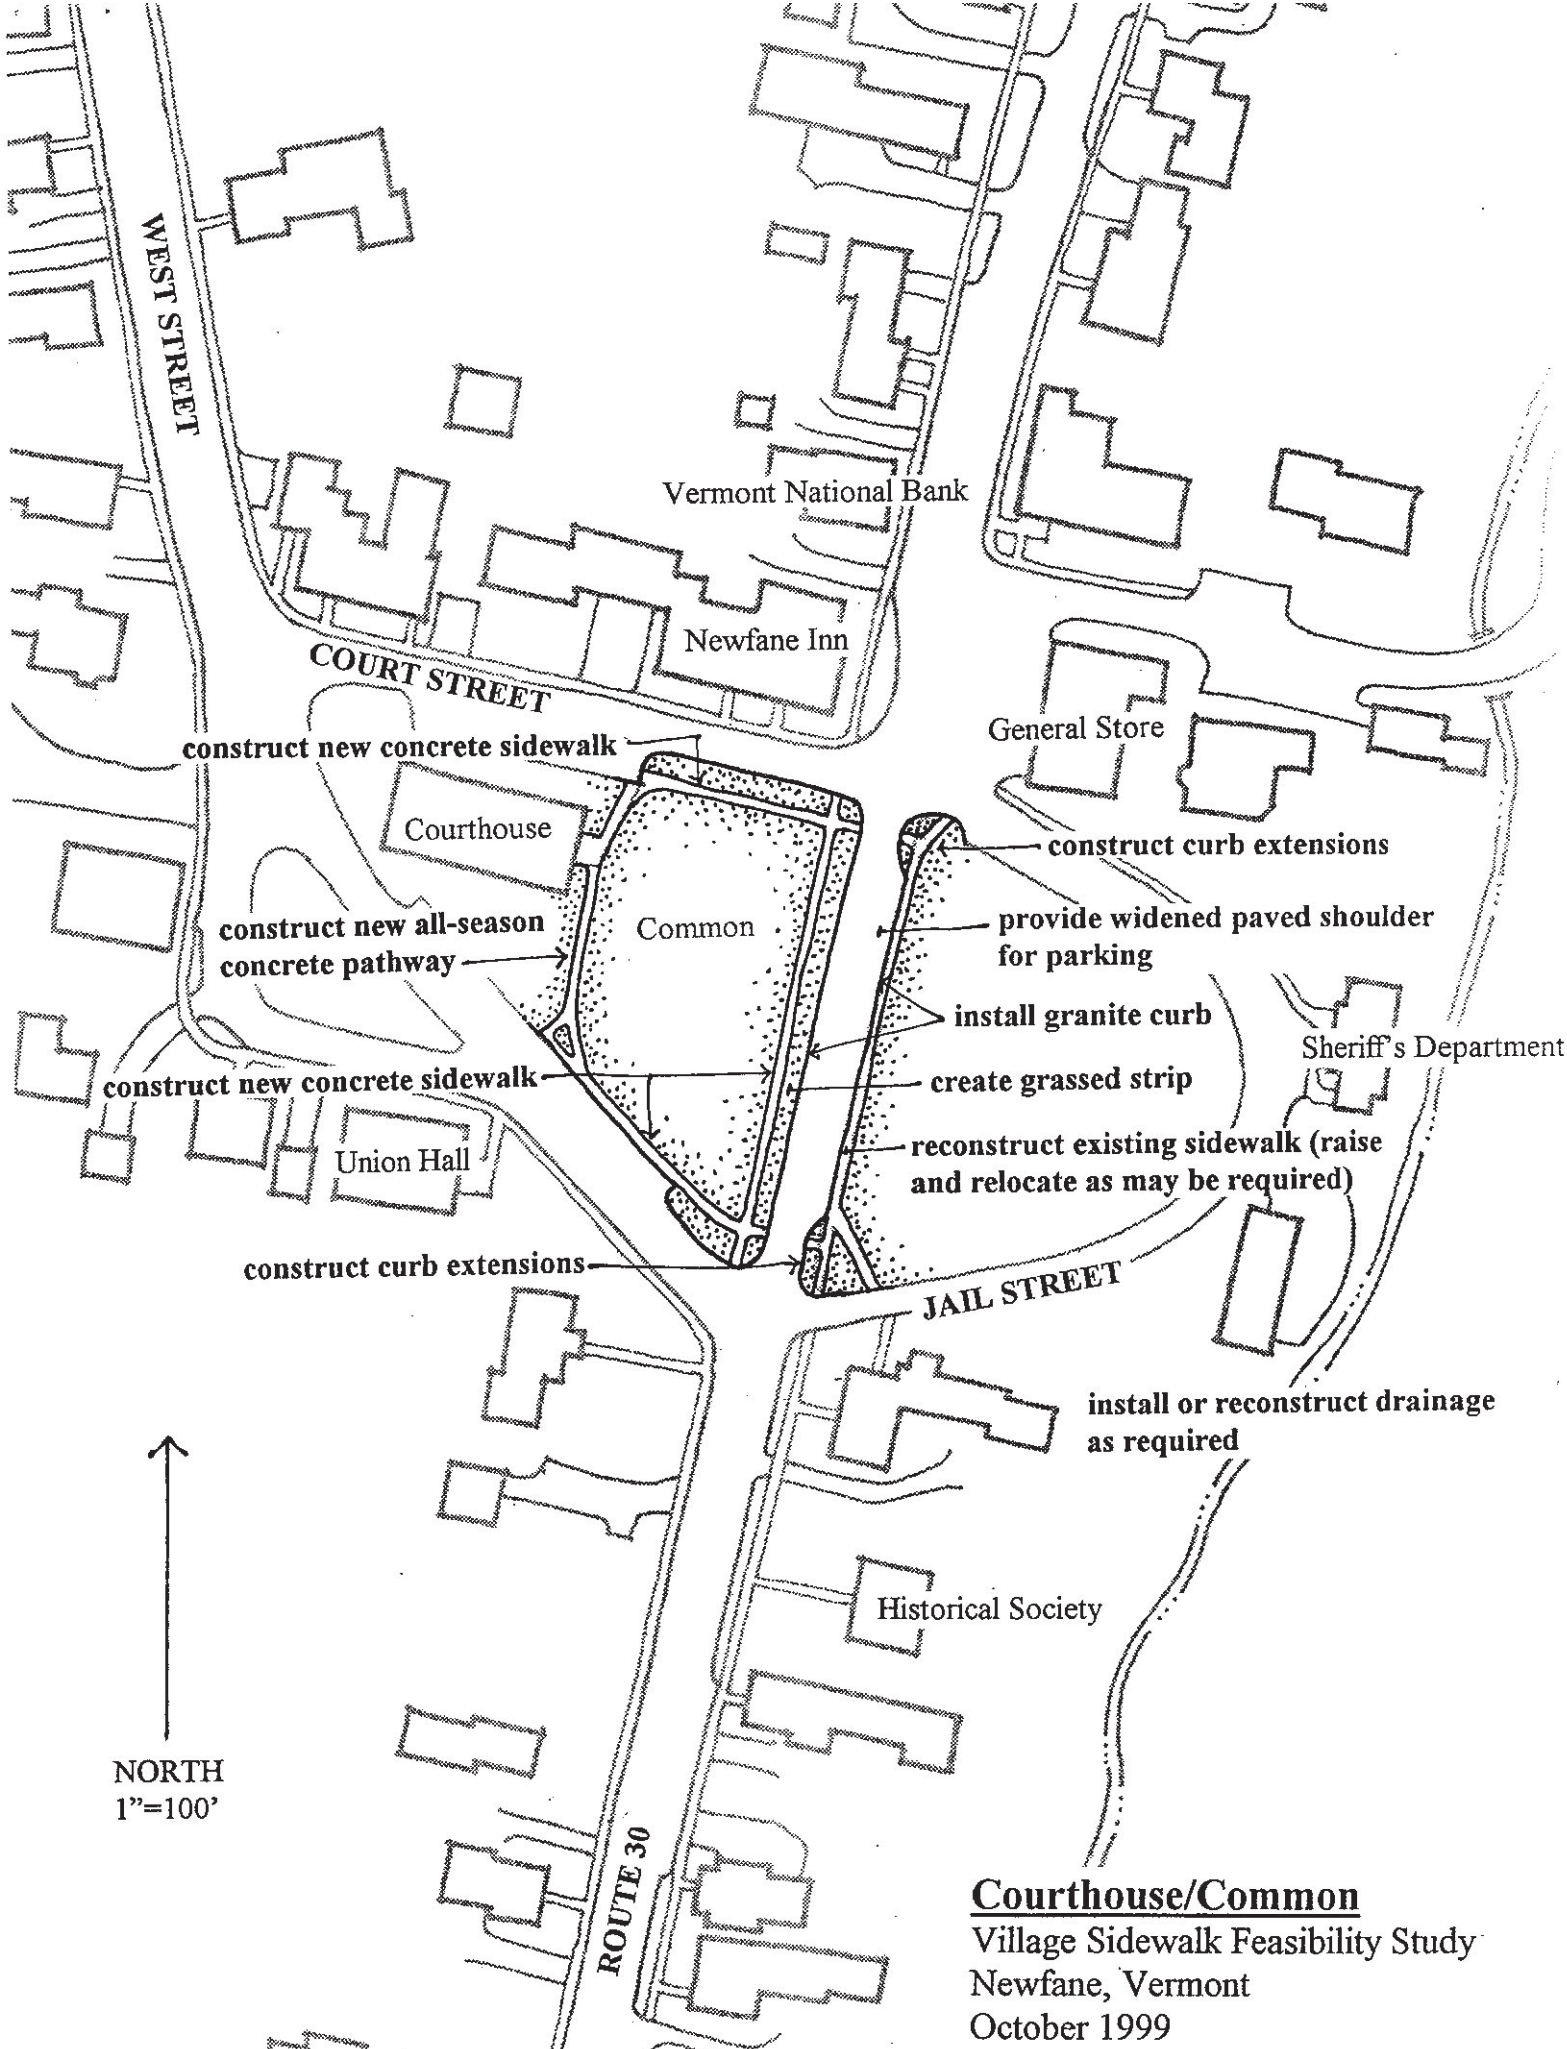 WEST STREET
Vermont National Bank
Newfane Inn
COURT STREET
General Store
construct new concrete sidewalk
Courthouse
construct curb extensions
Common
construct new all-season
concrete pathway
provide widened paved shoulder
for parking
install granite curb
Sheriff's Department
construct new concrete sidewalk
create grassed strip
Union Hall
reconstruct existing sidewalk (raise
and relocate as may be required)
construct curb extensions
JAIL STREET
install or reconstruct drainage
as required
Historical Society
NORTH
1"=100'
ROUTE 30
Courthouse/Common
Village Sidewalk Feasibility Study
Newfane, Vermont
October 1999